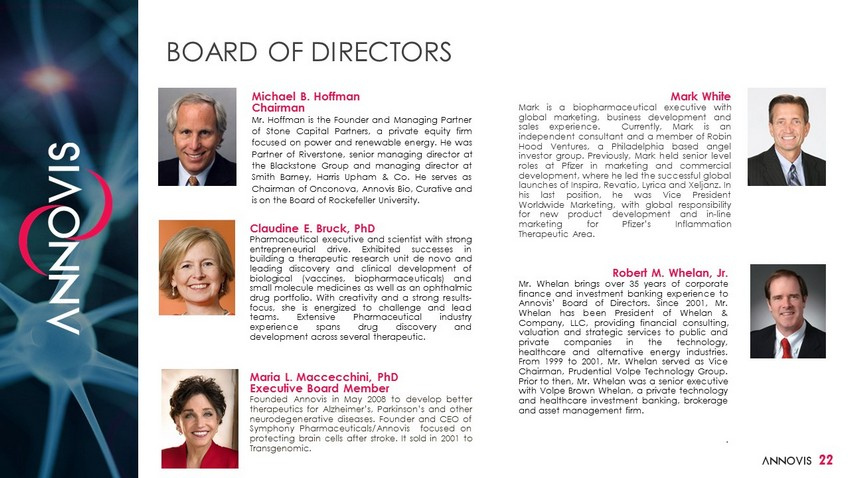 BOARD OF DIRECTORS
ANNOVIS
Michael B. Hoffman
Chairman
Mr. Hoffman is the Founder and Managing Partner
of Stone Capital Partners, a private equity firm
focused on power and renewable energy. He was
Partner of Riverstone, senior managing director at
the Blackstone Group and managing director at
Smith Barney, Harris Upham & Co. He serves as
Chairman of Onconova, Annovis Bio, Curative and
is on the Board of Rockefeller University.
Claudine E. Bruck, PhD
Pharmaceutical executive and scientist with strong
entrepreneurial drive. Exhibited successes in
building a therapeutic research unit de novo and
leading discovery and clinical development of
biological (vaccines, biopharmaceuticals) and
small molecule medicines as well as an ophthalmic
drug portfolio. With creativity and a strong results-
focus, she is energized to challenge and lead
teams. Extensive Pharmaceutical industry
experience spans drug discovery and
development across several therapeutic.
Maria L. Maccecchini, PhD
Executive Board Member
Founded Annovis in May 2008 to develop better
therapeutics for Alzheimer's, Parkinson's and other
neurodegenerative diseases. Founder and CEO of
Symphony Pharmaceuticals/Annovis focused on
protecting brain cells after stroke. It sold in 2001 to
Transgenomic.
Mark White
Mark is a biopharmaceutical executive with
global marketing, business development and
sales experience. Currently, Mark is an
independent consultant and a member of Robin
Hood Ventures, a Philadelphia based angel
investor group. Previously, Mark held senior level
roles at Pfizer in marketing and commercial
development, where he led the successful global
launches of Inspira, Revatio, Lyrica and Xeljanz. In
his last position, he was Vice President
Worldwide Marketing, with global responsibility
for new product development and in-line
marketing for Pfizer's Inflammation
Therapeutic Area.
Robert M. Whelan, Jr.
Mr. Whelan brings over 35 years of corporate
finance and investment banking experience to
Annovis' Board of Directors. Since 2001, Mr.
Whelan has been President of Whelan &
Company, LLC, providing financial consulting,
valuation and strategic services to public and
private companies in the technology,
healthcare and alternative energy industries.
From 1999 to 2001, Mr. Whelan served as Vice
Chairman, Prudential Volpe Technology Group.
Prior to then, Mr. Whelan was a senior executive
with Volpe Brown Whelan, a private technology
and healthcare investment banking, brokerage
and asset management firm.
.
ANNOVIS 22